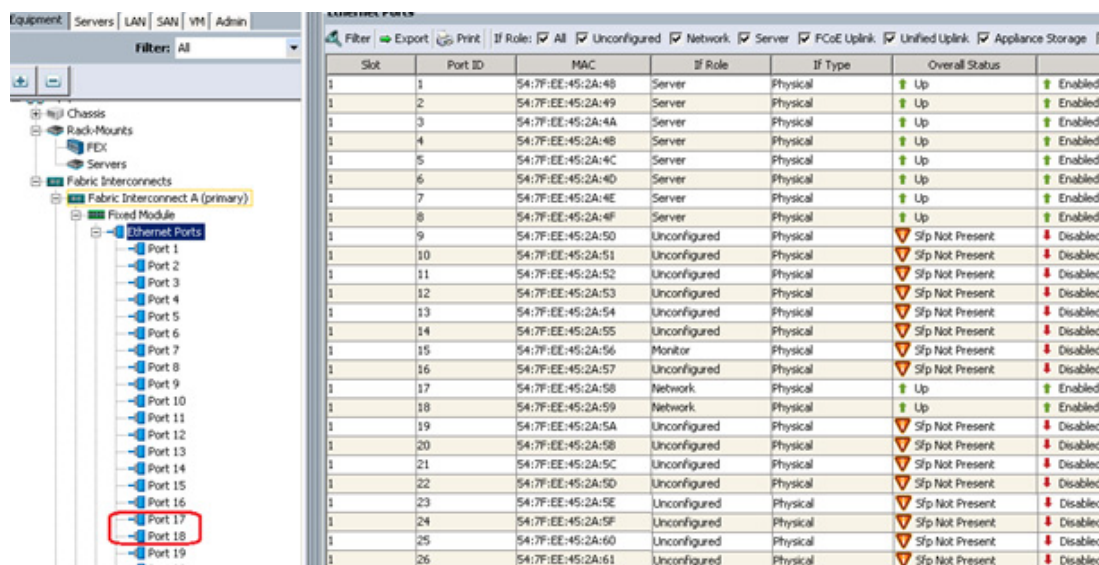 Equipment Servers LAN SAN VM Admin
Filter: All
Chassis
Rack-Mounts
FEX
Servers
Fabric Interconnects
Fabric Interconnect A (primary)
Fixed Module
Ethernet Ports
Port 1
Port 2
Port 3
Port 4
Port 5
Port 6
Port 7
Port 8
Port 9
Port 10
Port 11
Port 12
Port 13
Port 14
Port 15
Port 16
Port 17
Port 18
Port 19
Ethernet Ports
Filter Export Print If Role: All Unconfigured Network Server FCoE Uplink Unified Uplink Appliance Storage
Slot Port ID MAC If Role If Type Overall Status
1 1 54:7F:EE:45:2A:48 Server Physical Up Enabled
1 2 54:7F:EE:45:2A:49 Server Physical Up Enabled
1 3 54:7F:EE:45:2A:4A Server Physical Up Enabled
1 4 54:7F:EE:45:2A:4B Server Physical Up Enabled
1 5 54:7F:EE:45:2A:4C Server Physical Up Enabled
1 6 54:7F:EE:45:2A:4D Server Physical Up Enabled
1 7 54:7F:EE:45:2A:4E Server Physical Up Enabled
1 8 54:7F:EE:45:2A:4F Server Physical Up Enabled
1 9 54:7F:EE:45:2A:50 Unconfigured Sfp Not Present Disabled
1 10 54:7F:EE:45:2A:51 Unconfigured Physical Sfp Not Present Disabled
1 11 54:7F:EE:45:2A:52 Unconfigured Physical Sfp Not Present Disabled
1 12 54:7F:EE:45:2A:53 Unconfigured Physical Sfp Not Present Disabled
1 13 54:7F:EE:45:2A:54 Unconfigured Physical Sfp Not Present Disabled
1 14 54:7F:EE:45:2A:55 Unconfigured Physical Sfp Not Present Disabled
1 15 54:7F:EE:45:2A:56 Monitor Physical Sfp Not Present Disabled
1 16 54:7F:EE:45:2A:57 Unconfigured Physical Sfp Not Present Disabled
1 17 54:7F:EE:45:2A:58 Network Physical Up Enabled
1 18 54:7F:EE:45:2A:59 Network Physical Up Enabled
1 19 54:7F:EE:45:2A:5A Unconfigured Physical Sfp Not Present Disabled
1 20 54:7F:EE:45:2A:5B Unconfigured Physical Sfp Not Present Disabled
1 21 54:7F:EE:45:2A:5C Unconfigured Physical Sfp Not Present Disabled
1 22 54:7F:EE:45:2A:5D Unconfigured Physical Sfp Not Present Disabled
1 23 54:7F:EE:45:2A:5E Unconfigured Physical Sfp Not Present Disabled
1 24 54:7F:EE:45:2A:5F Unconfigured Physical Sfp Not Present Disabled
1 25 54:7F:EE:45:2A:60 Unconfigured Physical Sfp Not Present Disabled
1 26 54:7F:EE:45:2A:61 Unconfigured Physical Sfp Not Present Disabled